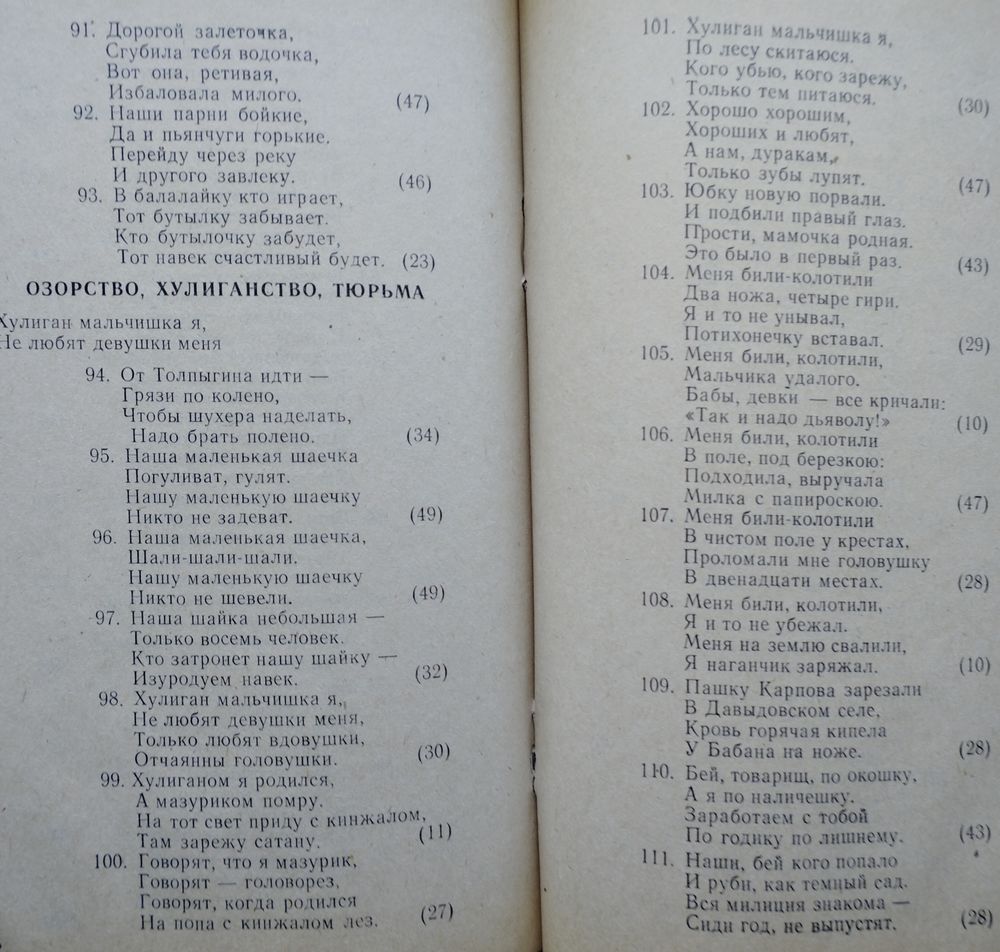 91. Дорогой залеточка,
Сгубила тебя водочка,
Вот она, ретивая,
Избаловала милого. (47)
92. Наши парни бойкие,
Да и пьянчуги горькие.
Перейду через реку
И другого завлеку. (46)
93. В балалайку кто играет,
Тот бутылку забывает.
Кто бутылочку забудет,
Тот навек счастливый будет. (23)
ОЗОРСТВО, ХУЛИГАНСТВО, ТЮРЬМА
Хулиган мальчишка я,
Не любят девушки меня
94. От Толпыгина идти —
Грязи по колено,
Чтобы шухера наделать,
Надо брать полено. (34)
95. Наша маленькая шаечка
Погуливат, гулят.
Нашу маленькую шаечку
Никто не задеват. (49)
96. Наша маленькая шаечка,
Шали-шали-шали.
Нашу маленькую шаечку
Никто не шевели. (49)
97. Наша шайка небольшая —
Только восемь человек.
Кто затронет нашу шайку —
Изуродуем навек. (32)
98. Хулиган мальчишка я,
Не любят девушки меня,
Только любят вдовушки,
Отчаянны головушки. (30)
99. Хулиганом я родился,
А мазуриком помру.
На тот свет приду с кинжалом,
Там зарежу сатану. (11)
100. Говорят, что я мазурик,
Говорят — головорез,
Говорят, когда родился
На попа с кинжалом лез. (27)
101. Хулиган мальчишка я,
По лесу скитаюся.
Кого убью, кого зарежу,
Только тем питаюся. (30)
102. Хорошо хорошим,
Хороших и любят,
А нам, дуракам,
Только зубы лупят. (47)
103. Юбку новую порвали.
И подбили правый глаз.
Прости, мамочка родная.
Это было в первый раз. (43)
104. Меня били-колотили
Два ножа, четыре гири.
Я и то не унывал,
Потихонечку вставал. (29)
105. Меня били, колотили,
Мальчика удалого.
Бабы, девки — все кричали:
«Так и надо дьяволу!» (10)
106. Меня били, колотили
В поле, под березкою:
Подходила, выручала
Милка с папироскою. (47)
107. Меня били-колотили
В чистом поле у крестах,
Проломали мне головушку
В двенадцати местах. (28)
108. Меня били, колотили,
Я и то не убежал.
Меня на землю свалили,
Я наганчик заряжал. (10)
109. Пашку Карпова зарезали
В Давыдовском селе,
Кровь горячая кипела
У Бабана на ноже. (28)
110. Бей, товарищ, по окошку,
А я по наличешку.
Заработаем с тобой
По годику по лишнему. (43)
111. Наши, бей кого попало
И руби, как темный сад.
Вся милиция знакома —
Сиди год, не выпустят. (28)